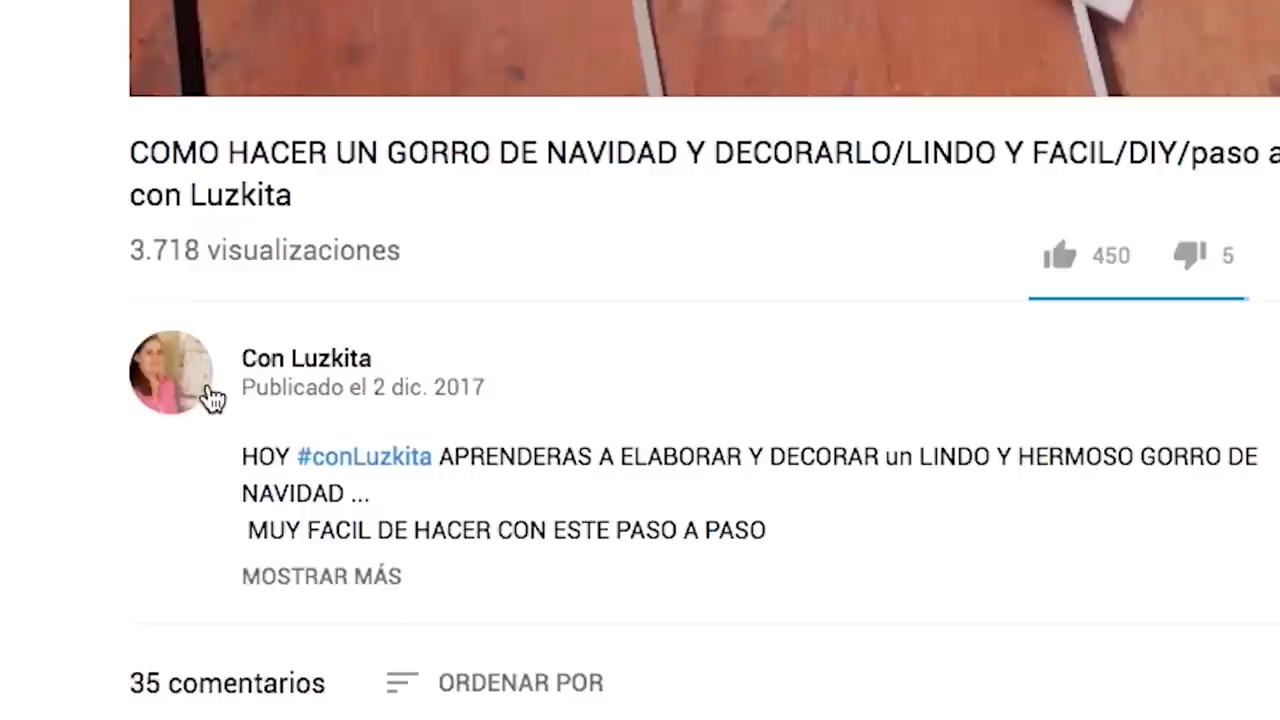 COMO HACER UN GORRO DE NAVIDAD Y DECORARLO/LINDO Y FACIL/DIY/paso a
con Luzkita
3.718 visualizaciones
450
5
Con Luzkita
Publicado el 2 dic. 2017
HOY #conLuzkita APRENDERAS A ELABORAR Y DECORAR un LINDO Y HERMOSO GORRO DE
NAVIDAD ...
MUY FACIL DE HACER CON ESTE PASO A PASO
MOSTRAR MÁS
35 comentarios
ORDENAR POR